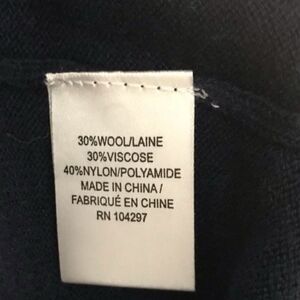 30%WOOL/LAINE
30%VISCOSE
40%NYLON/POLYAMIDE
MADE IN CHINA /
FABRIQUÉ EN CHINE
RN 104297